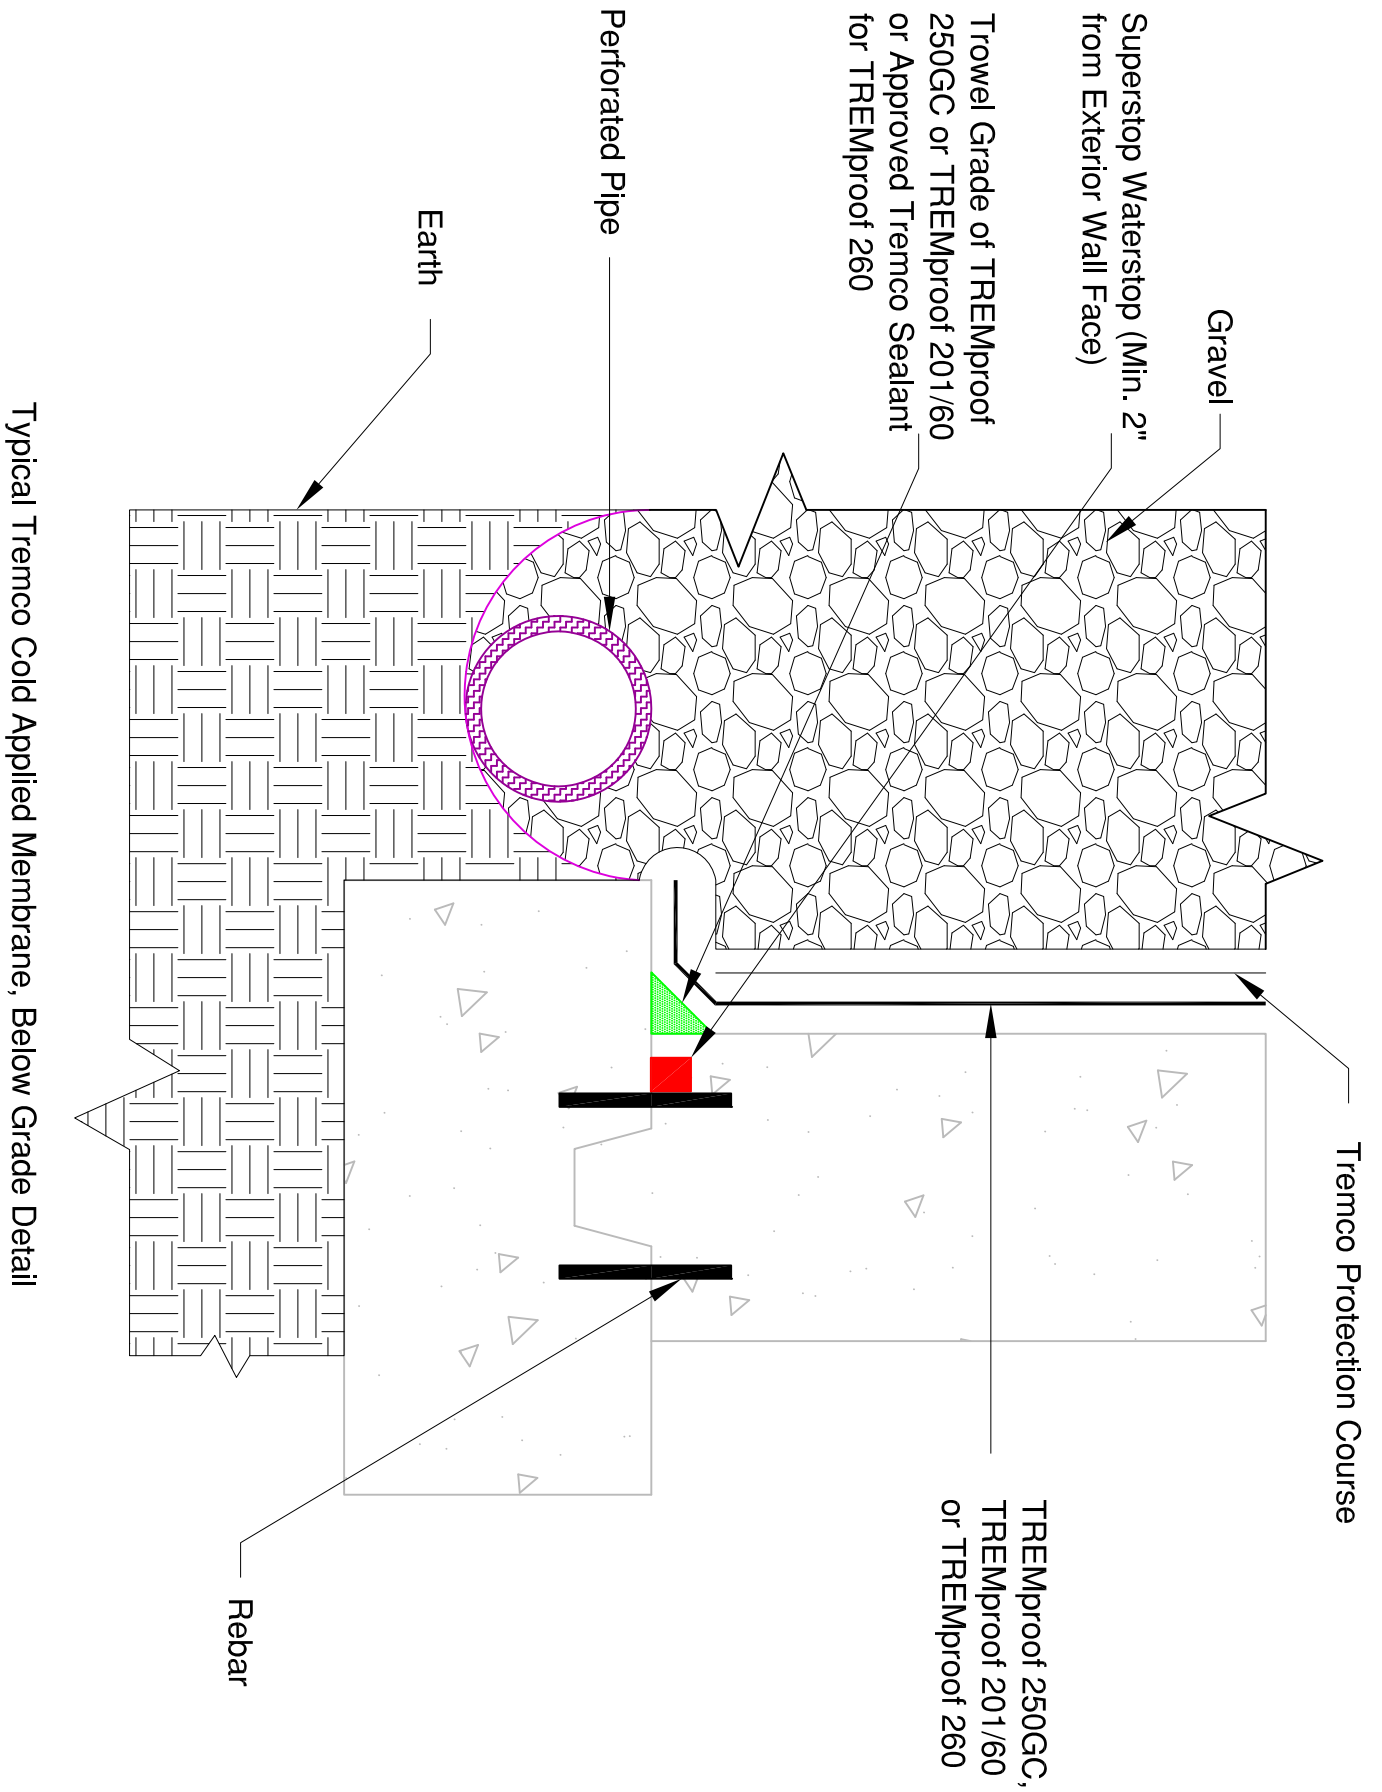 Gravel
Superstop Waterstop (Min. 2"
from Exterior Wall Face)
Trowel Grade of TREMproof
250GC or TREMproof 201/60
or Approved Tremco Sealant
for TREMproof 260
Perforated Pipe
Earth
Tremco Protection Course
TREMproof 250GC,
TREMproof 201/60
or TREMproof 260
Rebar
Typical Tremco Cold Applied Membrane, Below Grade Detail